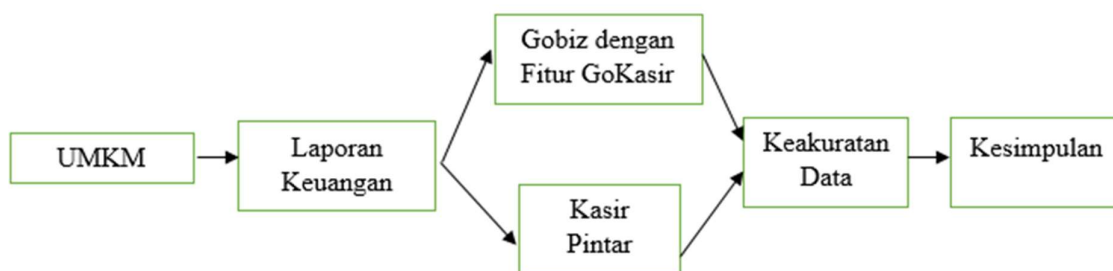 UMKM
Laporan
Keuangan
Gobiz dengan
Fitur GoKasir
Kasir
Pintar
Keakuratan
Data
Kesimpulan